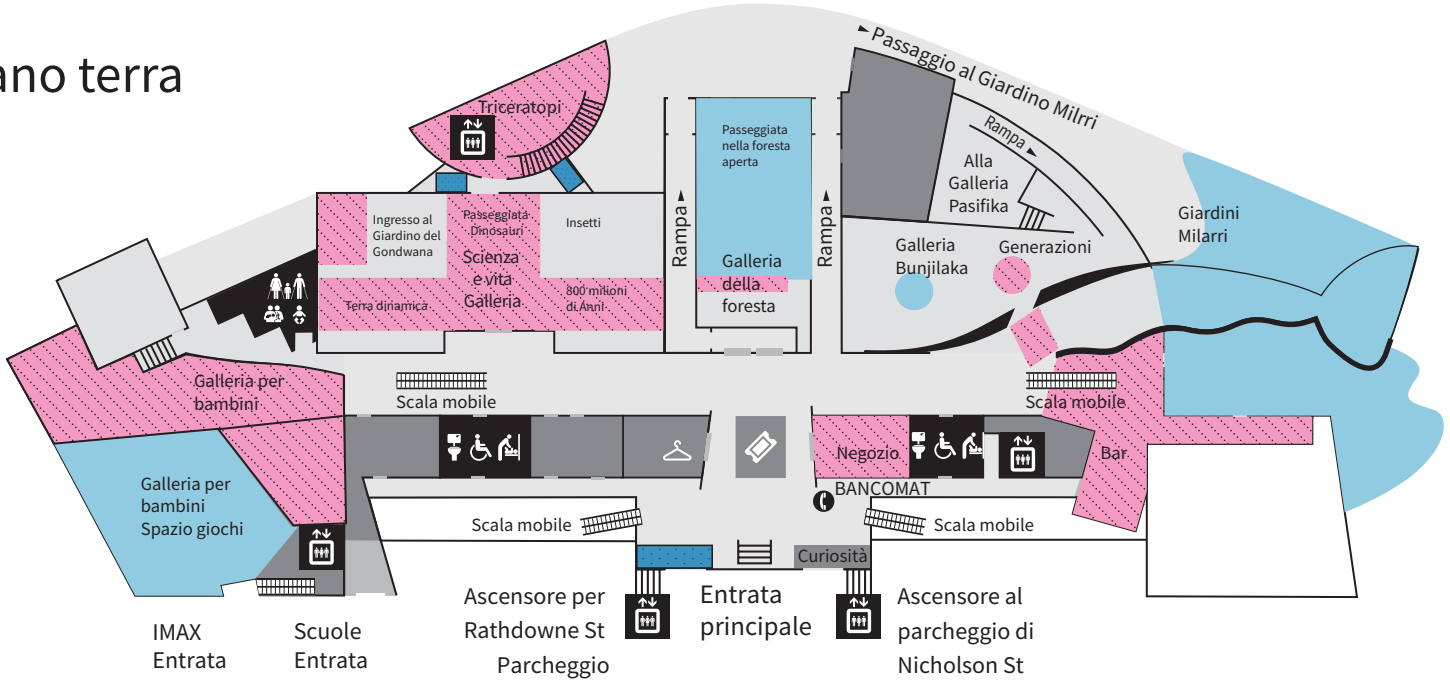 ano terra
Passaggio al Giardino Milrri
Triceratopi
Passeggiata
nella foresta
aperta
Rampa
Alla
Galleria
Pasifika
Rampa
Rampa
Ingresso al
Giardino del
Gondwana
Passeggiata
Dinosauri
Insetti
Scienza
e vita
Galleria
Terra dinamica
800 milioni
di Anni
Galleria
della
foresta
Galleria
Bunjilaka
Generazioni
Giardini
Milarri
Galleria per
bambini
Scala mobile
Scala mobile
Negozio
Bar
BANCOMAT
Galleria per
bambini
Spazio giochi
Scala mobile
Scala mobile
Curiosità
IMAX
Entrata
Scuole
Entrata
Ascensore per
Rathdowne St
Parcheggio
Entrata
principale
Ascensore al
parcheggio di
Nicholson St